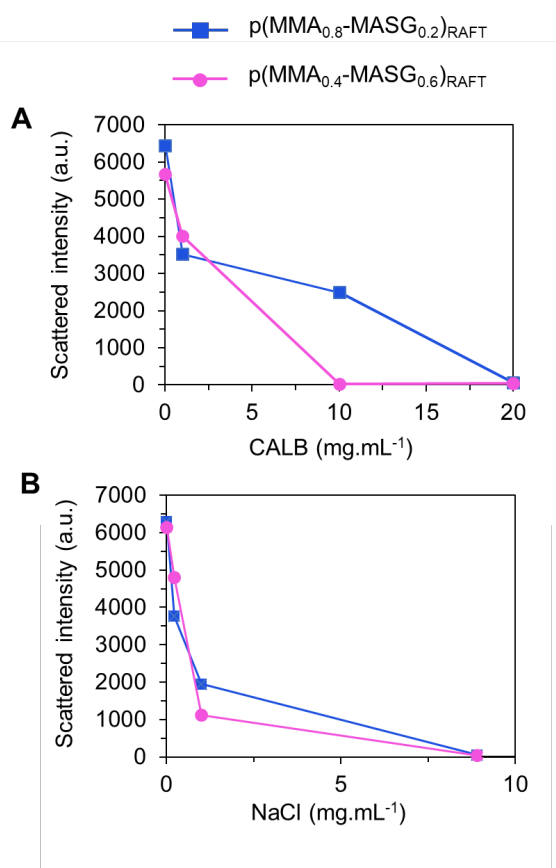 p(MMA0.8-MASG0.2)RAFT
p(MMA0.4-MASG0.6)RAFT
A
Scattered intensity (a.u.)
7000
6000
5000
4000
3000
2000
1000
0
0 5 10 15 20
CALB (mg.mL-1)
B
Scattered intensity (a.u.)
7000
6000
5000
4000
3000
2000
1000
0
0 5 10
NaCl (mg.mL-1)